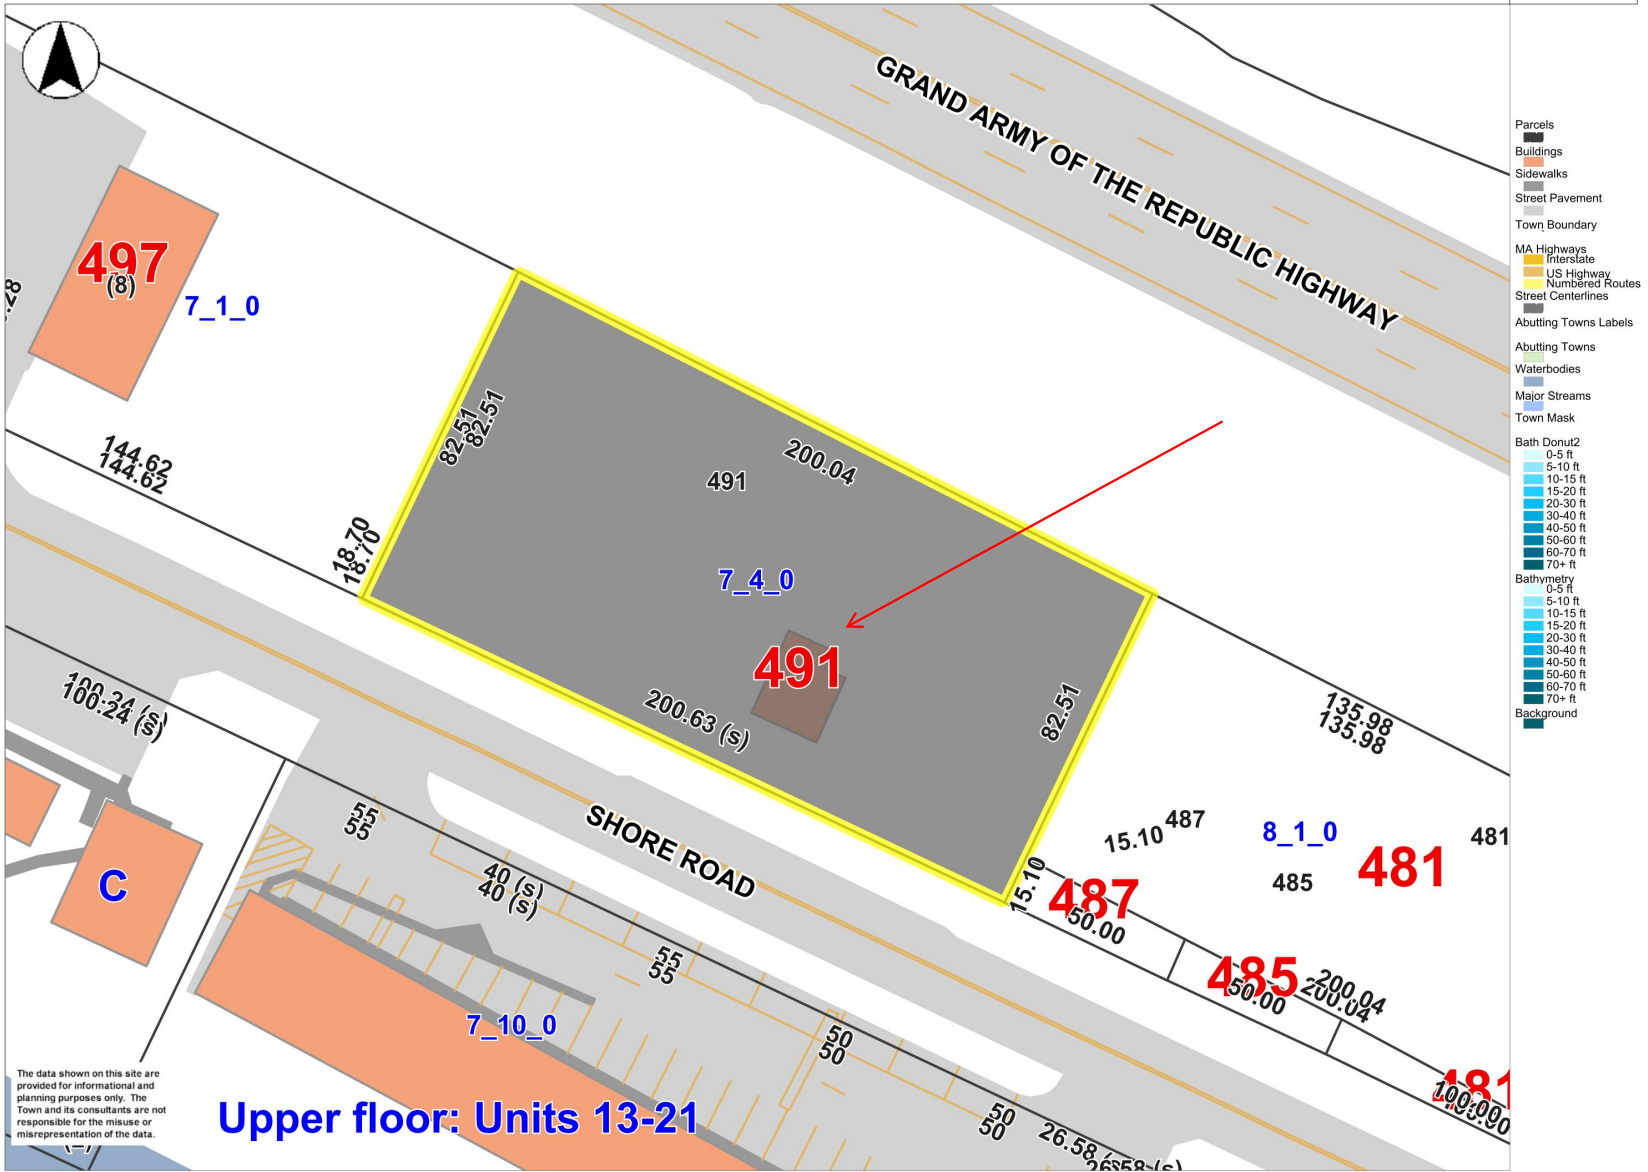 GRAND ARMY OF THE REPUBLIC HIGHWAY
497
(8)
7_1_0
144.62
144.62
82.51
82.51
18.70
18.70
200.04
491
7_4_0
491
200.63 (s)
82.51
135.98
135.98
100.24 (s)
100.24 (s)
SHORE ROAD
C
55
55
40 (s)
40 (s)
55
55
50
50
50
50
26.58 (s)
26.58 (s)
7_10_0
Upper floor: Units 13-21
15.10
487
15.10
487
50.00
8_1_0
485
481
481
485
50.00
200.04
200.04
481
100.00
The data shown on this site are
provided for informational and
planning purposes only. The
Town and its consultants are not
responsible for the misuse or
misrepresentation of the data.
Parcels
Buildings
Sidewalks
Street Pavement
Town Boundary
MA Highways
Interstate
US Highway
Numbered Routes
Street Centerlines
Abutting Towns Labels
Abutting Towns
Waterbodies
Major Streams
Town Mask
Bath Donut2
0-5 ft
5-10 ft
10-15 ft
15-20 ft
20-30 ft
30-40 ft
40-50 ft
50-60 ft
60-70 ft
70+ ft
Bathymetry
0-5 ft
5-10 ft
10-15 ft
15-20 ft
20-30 ft
30-40 ft
40-50 ft
50-60 ft
60-70 ft
70+ ft
Background